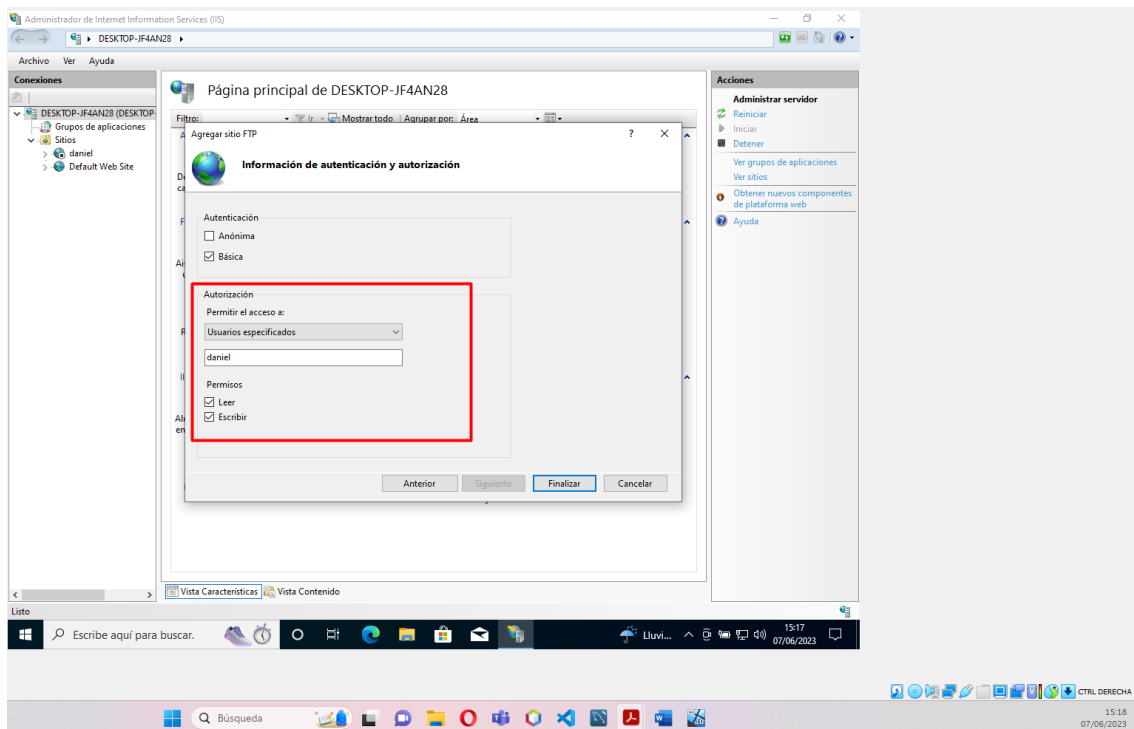 Administrador de Internet Information Services (IIS)
DESKTOP-JF4AN28
Archivo Ver Ayuda
Conexiones
DESKTOP-JF4AN28 (DESKTOP-
Grupos de aplicaciones
Sitios
daniel
Default Web Site
Página principal de DESKTOP-JF4AN28
Filtro: Ir Mostrar todo Agrupar por: Área
Agregar sitio FTP
Información de autenticación y autorización
Autenticación
Anónima
Básica
Autorización
Permitir el acceso a:
Usuarios especificados
daniel
Permisos
Leer
Escribir
Anterior Siguiente Finalizar Cancelar
Vista Características Vista Contenido
Acciones
Administrar servidor
Reiniciar
Iniciar
Detener
Ver grupos de aplicaciones
Ver sitios
Obtener nuevos componentes
de plataforma web
Ayuda
Listo
Escribe aquí para buscar.
Lluvi...
15:17
07/06/2023
CTRL DERECHA
Búsqueda
15:18
07/06/2023